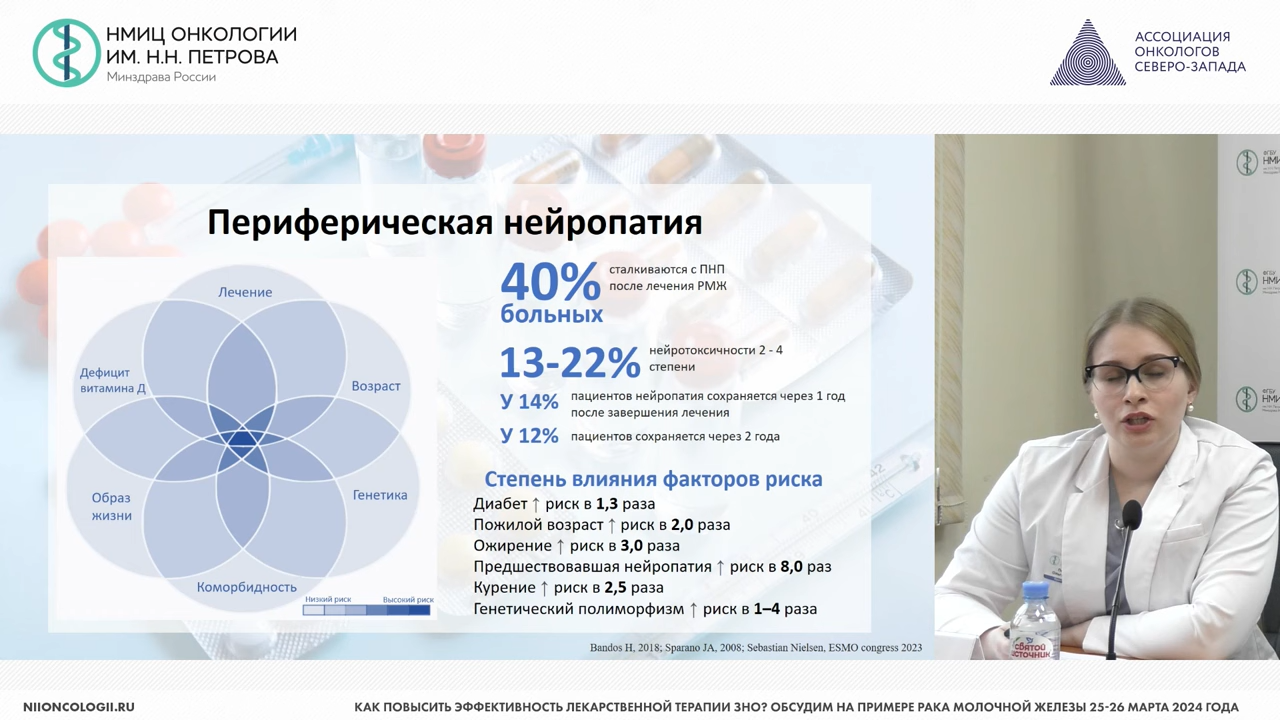 НМИЦ ОНКОЛОГИИ
ИМ. Н.Н. ПЕТРОВА
Минздрава России
АССОЦИАЦИЯ
ОНКОЛОГОВ
СЕВЕРО-ЗАПАДА
Периферическая нейропатия
Лечение
Дефицит
витамина Д
Возраст
Образ
жизни
Генетика
Коморбидность
Низкий риск
Высокий риск
40%
больных
сталкиваются с ПНП
после лечения РМЖ
13-22%
нейротоксичности 2 - 4
степени
У 14%
пациентов нейропатия сохраняется через 1 год
после завершения лечения
У 12%
пациентов сохраняется через 2 года
Степень влияния факторов риска
Диабет ↑ риск в 1,3 раза
Пожилой возраст ↑ риск в 2,0 раза
Ожирение ↑ риск в 3,0 раза
Предшествовавшая нейропатия ↑ риск в 8,0 раз
Курение ↑ риск в 2,5 раза
Генетический полиморфизм ↑ риск в 1–4 раза
Bandos H, 2018; Sparano JA, 2008; Sebastian Nielsen, ESMO congress 2023
ФГБУ
НМИ
ФГБУ
НМИ
ФГБУ
НМИ
СВЯТОЙ
ИСТОЧНИК
NIIONCOLOGII.RU
КАК ПОВЫСИТЬ ЭФФЕКТИВНОСТЬ ЛЕКАРСТВЕННОЙ ТЕРАПИИ ЗНО? ОБСУДИМ НА ПРИМЕРЕ РАКА МОЛОЧНОЙ ЖЕЛЕЗЫ 25-26 МАРТА 2024 ГОДА